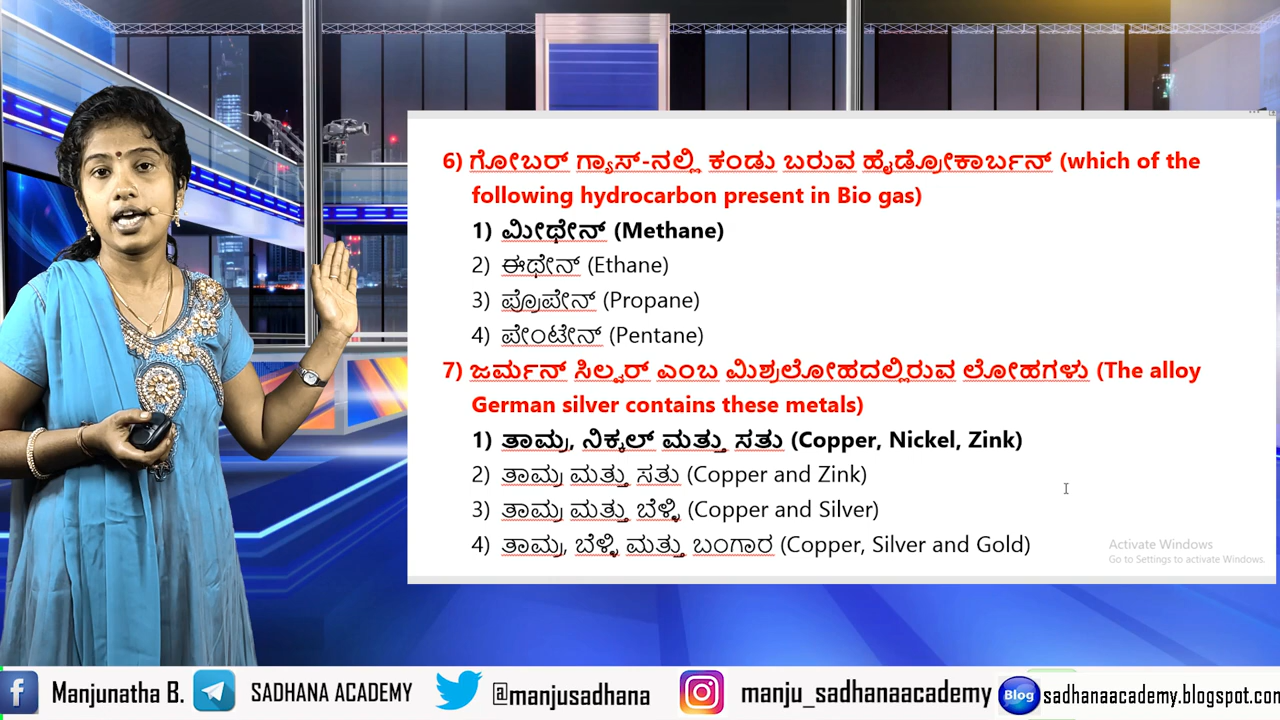 6) ಗೋಬರ್ ಗ್ಯಾಸ್-ನಲ್ಲಿ ಕಂಡು ಬರುವ ಹೈಡ್ರೋಕಾರ್ಬನ್ (which of the
following hydrocarbon present in Bio gas)
1) ಮೀಥೇನ್ (Methane)
2) ಈಥೇನ್ (Ethane)
3) ಪ್ರೊಪೇನ್ (Propane)
4) ಪೇಂಟೇನ್ (Pentane)
7) ಜರ್ಮನ್ ಸಿಲ್ವರ್ ಎಂಬ ಮಿಶ್ರಲೋಹದಲ್ಲಿರುವ ಲೋಹಗಳು (The alloy
German silver contains these metals)
1) ತಾಮ್ರ, ನಿಕ್ಕಲ್ ಮತ್ತು ಸತು (Copper, Nickel, Zink)
2) ತಾಮ್ರ ಮತ್ತು ಸತು (Copper and Zink)
3) ತಾಮ್ರ ಮತ್ತು ಬೆಳ್ಳಿ (Copper and Silver)
4) ತಾಮ್ರ, ಬೆಳ್ಳಿ ಮತ್ತು ಬಂಗಾರ (Copper, Silver and Gold)
Activate Windows
Go to Settings to activate Windows.
Manjunatha B. SADHANA ACADEMY @manjusadhana manju_sadhanaacademy Blog sadhanaacademy.blogspot.con